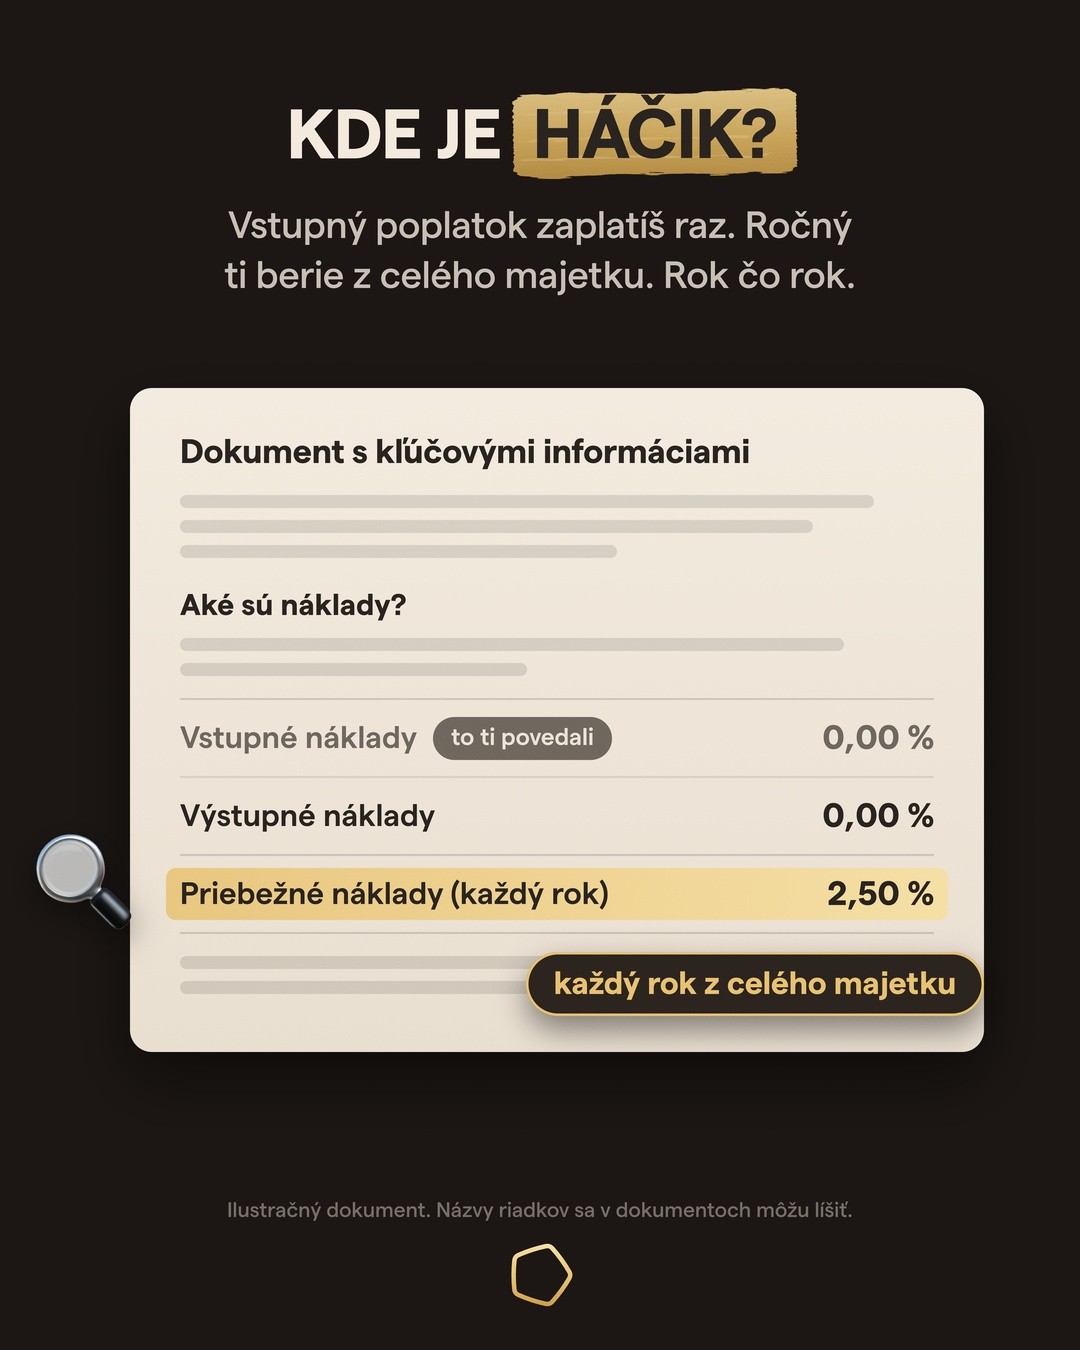 KDE JE HÁČIK?
Vstupný poplatok zaplatíš raz. Ročný
ti berie z celého majetku. Rok čo rok.
Dokument s kľúčovými informáciami
Aké sú náklady?
Vstupné náklady to ti povedali 0,00 %
Výstupné náklady 0,00 %
Priebežné náklady (každý rok) 2,50 %
každý rok z celého majetku
Ilustračný dokument. Názvy riadkov sa v dokumentoch môžu líšiť.